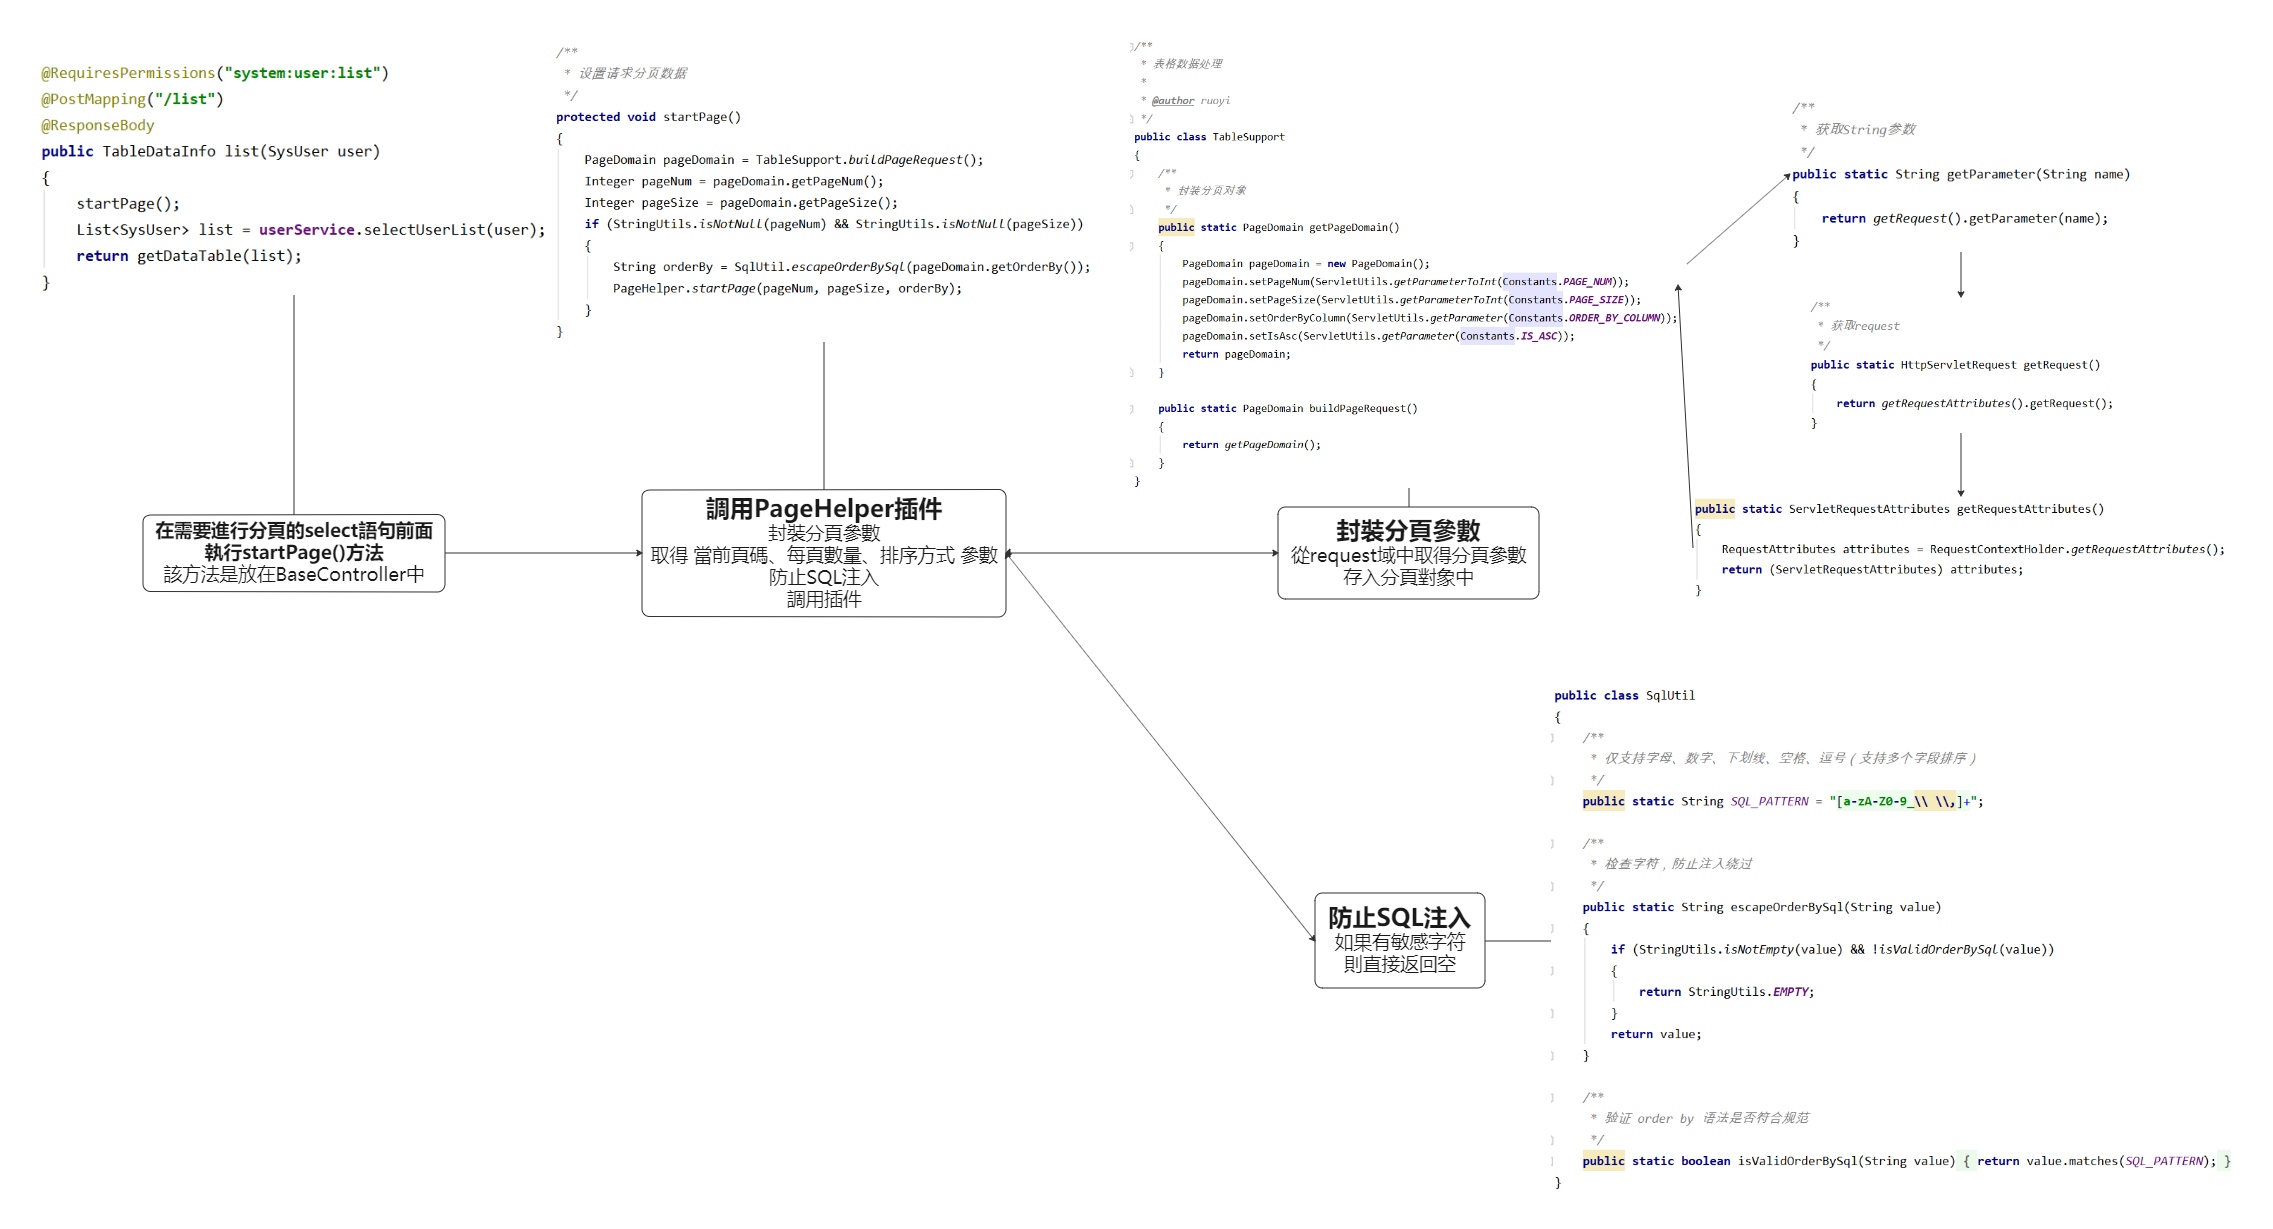 @RequiresPermissions("system:user:list")
@PostMapping("/list")
@ResponseBody
public TableDataInfo list(SysUser user)
{
    startPage();
    List<SysUser> list = userService.selectUserList(user);
    return getDataTable(list);
}
/**
 * 设置请求分页数据
 */
protected void startPage()
{
    PageDomain pageDomain = TableSupport.buildPageRequest();
    Integer pageNum = pageDomain.getPageNum();
    Integer pageSize = pageDomain.getPageSize();
    if (StringUtils.isNotNull(pageNum) && StringUtils.isNotNull(pageSize))
    {
        String orderBy = SqlUtil.escapeOrderBySql(pageDomain.getOrderBy());
        PageHelper.startPage(pageNum, pageSize, orderBy);
    }
}
/**
 * 表格数据处理
 *
 * @author ruoyi
 */
public class TableSupport
{
    /**
     * 封装分页对象
     */
    public static PageDomain getPageDomain()
    {
        PageDomain pageDomain = new PageDomain();
        pageDomain.setPageNum(ServletUtils.getParameterToInt(Constants.PAGE_NUM));
        pageDomain.setPageSize(ServletUtils.getParameterToInt(Constants.PAGE_SIZE));
        pageDomain.setOrderByColumn(ServletUtils.getParameter(Constants.ORDER_BY_COLUMN));
        pageDomain.setIsAsc(ServletUtils.getParameter(Constants.IS_ASC));
        return pageDomain;
    }
    public static PageDomain buildPageRequest()
    {
        return getPageDomain();
    }
}
/**
 * 获取String参数
 */
public static String getParameter(String name)
{
    return getRequest().getParameter(name);
}
/**
 * 获取request
 */
public static HttpServletRequest getRequest()
{
    return getRequestAttributes().getRequest();
}
public static ServletRequestAttributes getRequestAttributes()
{
    RequestAttributes attributes = RequestContextHolder.getRequestAttributes();
    return (ServletRequestAttributes) attributes;
}
在需要進行分頁的select語句前面
執行startPage()方法
該方法是放在BaseController中
調用PageHelper插件
封裝分頁參數
取得 當前頁碼、每頁數量、排序方式 參數
防止SQL注入
調用插件
封裝分頁參數
從request域中取得分頁參數
存入分頁對象中
防止SQL注入
如果有敏感字符
則直接返回空
public class SqlUtil
{
    /**
     * 仅支持字母、数字、下划线、空格、逗号（支持多个字段排序）
     */
    public static String SQL_PATTERN = "[a-zA-Z0-9_\\ \\,]+";
    /**
     * 检查字符，防止注入绕过
     */
    public static String escapeOrderBySql(String value)
    {
        if (StringUtils.isNotEmpty(value) && !isValidOrderBySql(value))
        {
            return StringUtils.EMPTY;
        }
        return value;
    }
    /**
     * 验证 order by 语法是否符合规范
     */
    public static boolean isValidOrderBySql(String value) { return value.matches(SQL_PATTERN); }
}